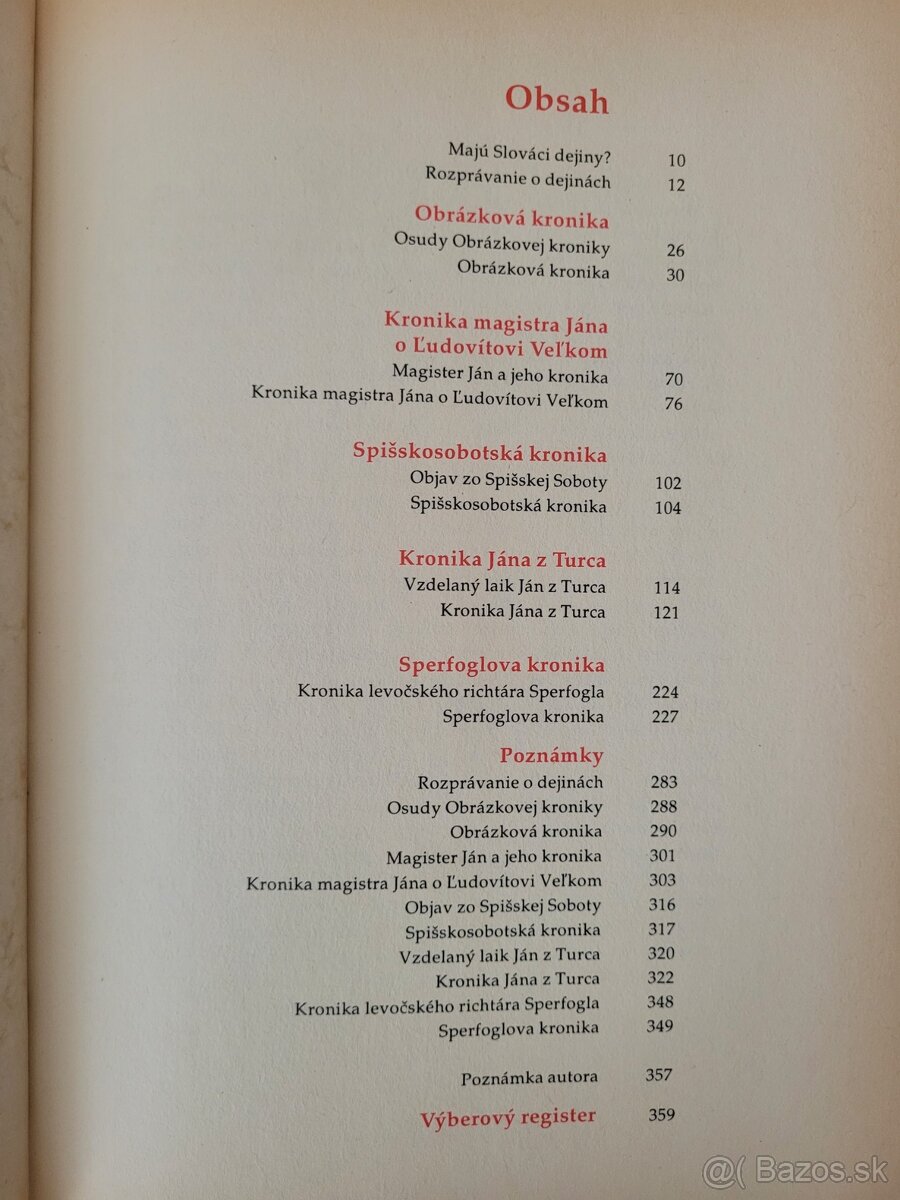 Obsah
Majú Slováci dejiny? 10
Rozprávanie o dejinách 12
Obrázková kronika
Osudy Obrázkovej kroniky 26
Obrázková kronika 30
Kronika magistra Jána
o Ľudovítovi Veľkom
Magister Ján a jeho kronika 70
Kronika magistra Jána o Ľudovítovi Veľkom 76
Spišskosobotská kronika
Objav zo Spišskej Soboty 102
Spišskosobotská kronika 104
Kronika Jána z Turca
Vzdelaný laik Ján z Turca 114
Kronika Jána z Turca 121
Sperfoglova kronika
Kronika levočského richtára Sperfogla 224
Sperfoglova kronika 227
Poznámky
Rozprávanie o dejinách 283
Osudy Obrázkovej kroniky 288
Obrázková kronika 290
Magister Ján a jeho kronika 301
Kronika magistra Jána o Ľudovítovi Veľkom 303
Objav zo Spišskej Soboty 316
Spišskosobotská kronika 317
Vzdelaný laik Ján z Turca 320
Kronika Jána z Turca 322
Kronika levočského richtára Sperfogla 348
Sperfoglova kronika 349
Poznámka autora 357
Výberový register 359
@( Bazos.sk